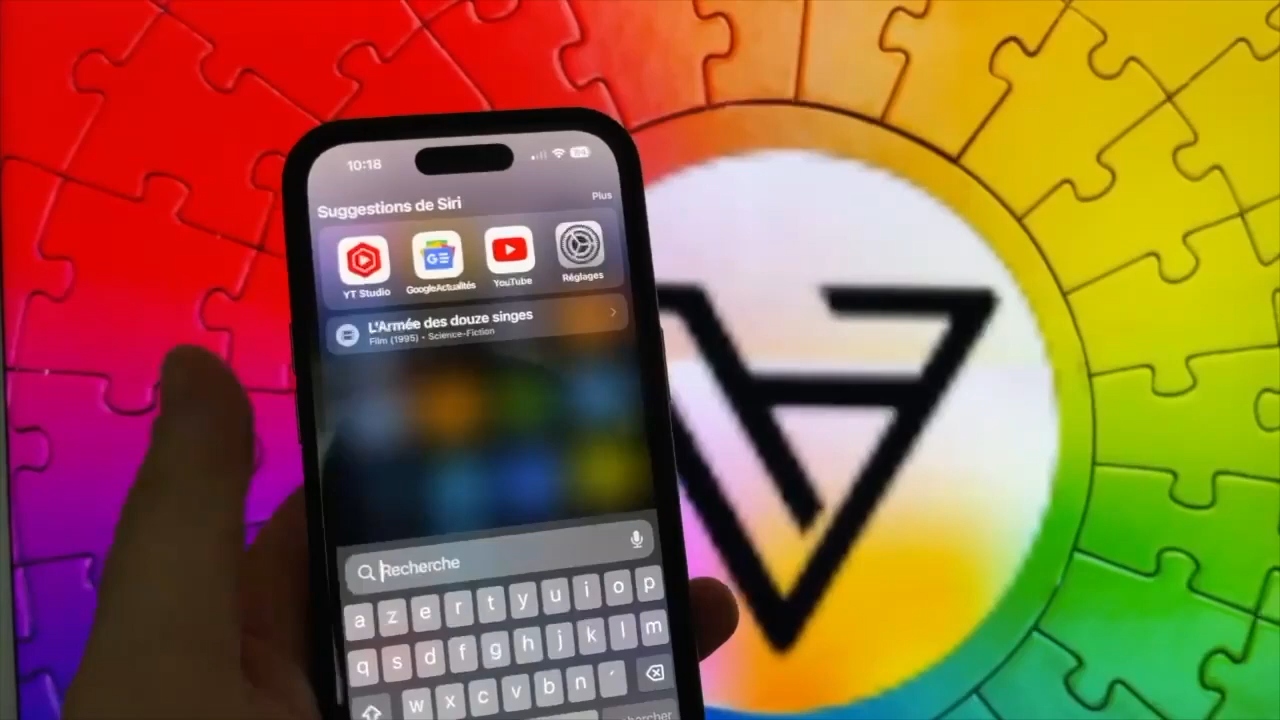 10:18
84
Suggestions de Siri
Plus
YT Studio
GoogleActualités
YouTube
Réglages
L'Armée des douze singes
Film (1995) • Science-Fiction
Recherche
a z e r t y u i o p
q s d f g h j k l m
w x c v b n ´